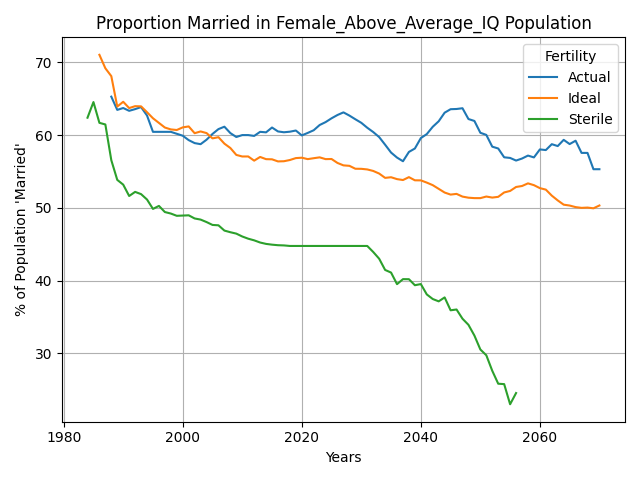 Proportion Married in Female_Above_Average_IQ Population
% of Population 'Married'
70
60
50
40
30
Fertility
Actual
Ideal
Sterile
1980
2000
2020
2040
2060
Years